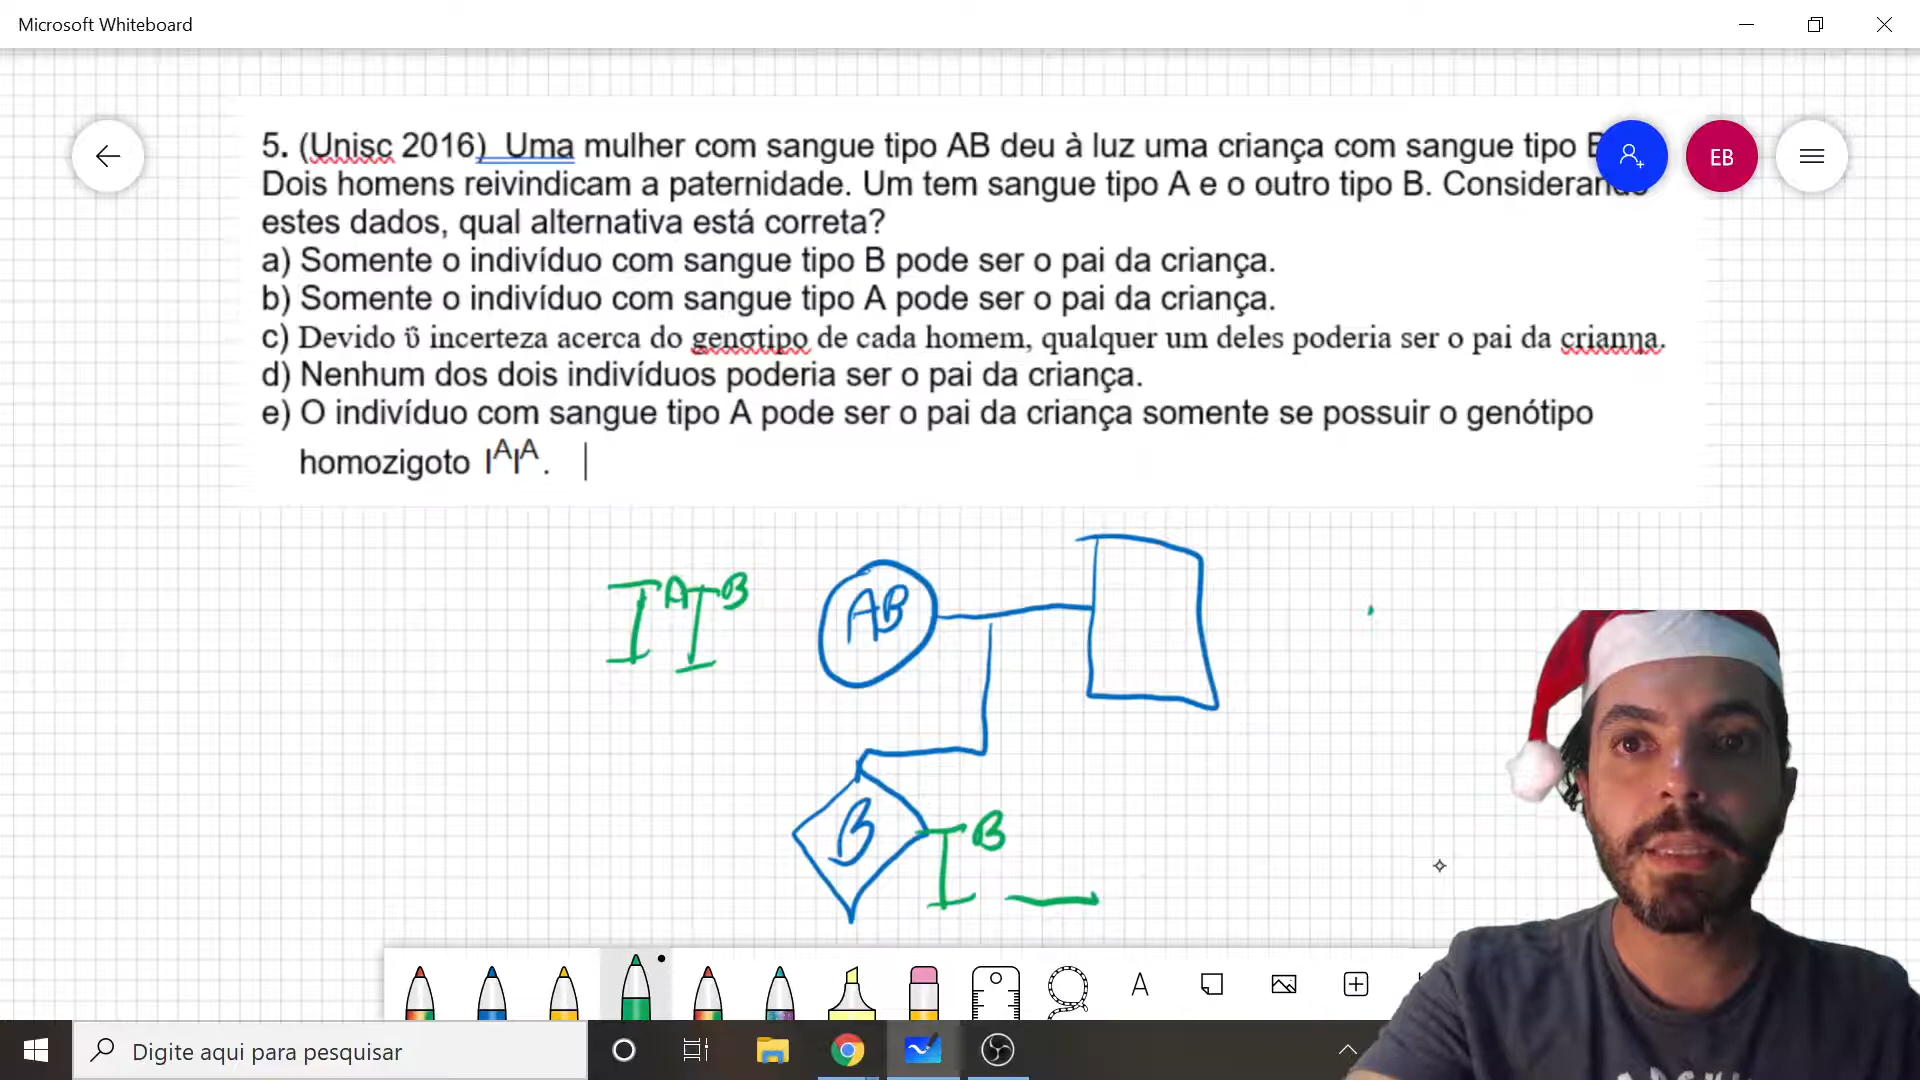 Microsoft Whiteboard
5. (Unisc 2016) Uma mulher com sangue tipo AB deu à luz uma criança com sangue tipo
EB
Dois homens reivindicam a paternidade. Um tem sangue tipo A e o outro tipo B. Considerando
estes dados, qual alternativa está correta?
a) Somente o indivíduo com sangue tipo B pode ser o pai da criança.
b) Somente o indivíduo com sangue tipo A pode ser o pai da criança.
c) Devido ῧ incerteza acerca do genσtipo de cada homem, qualquer um deles poderia ser o pai da crianηa.
d) Nenhum dos dois indivíduos poderia ser o pai da criança.
e) O indivíduo com sangue tipo A pode ser o pai da criança somente se possuir o genótipo
homozigoto IᴬIᴬ.
IᴬIᴮ AB
B Iᴮ __
A
Digite aqui para pesquisar